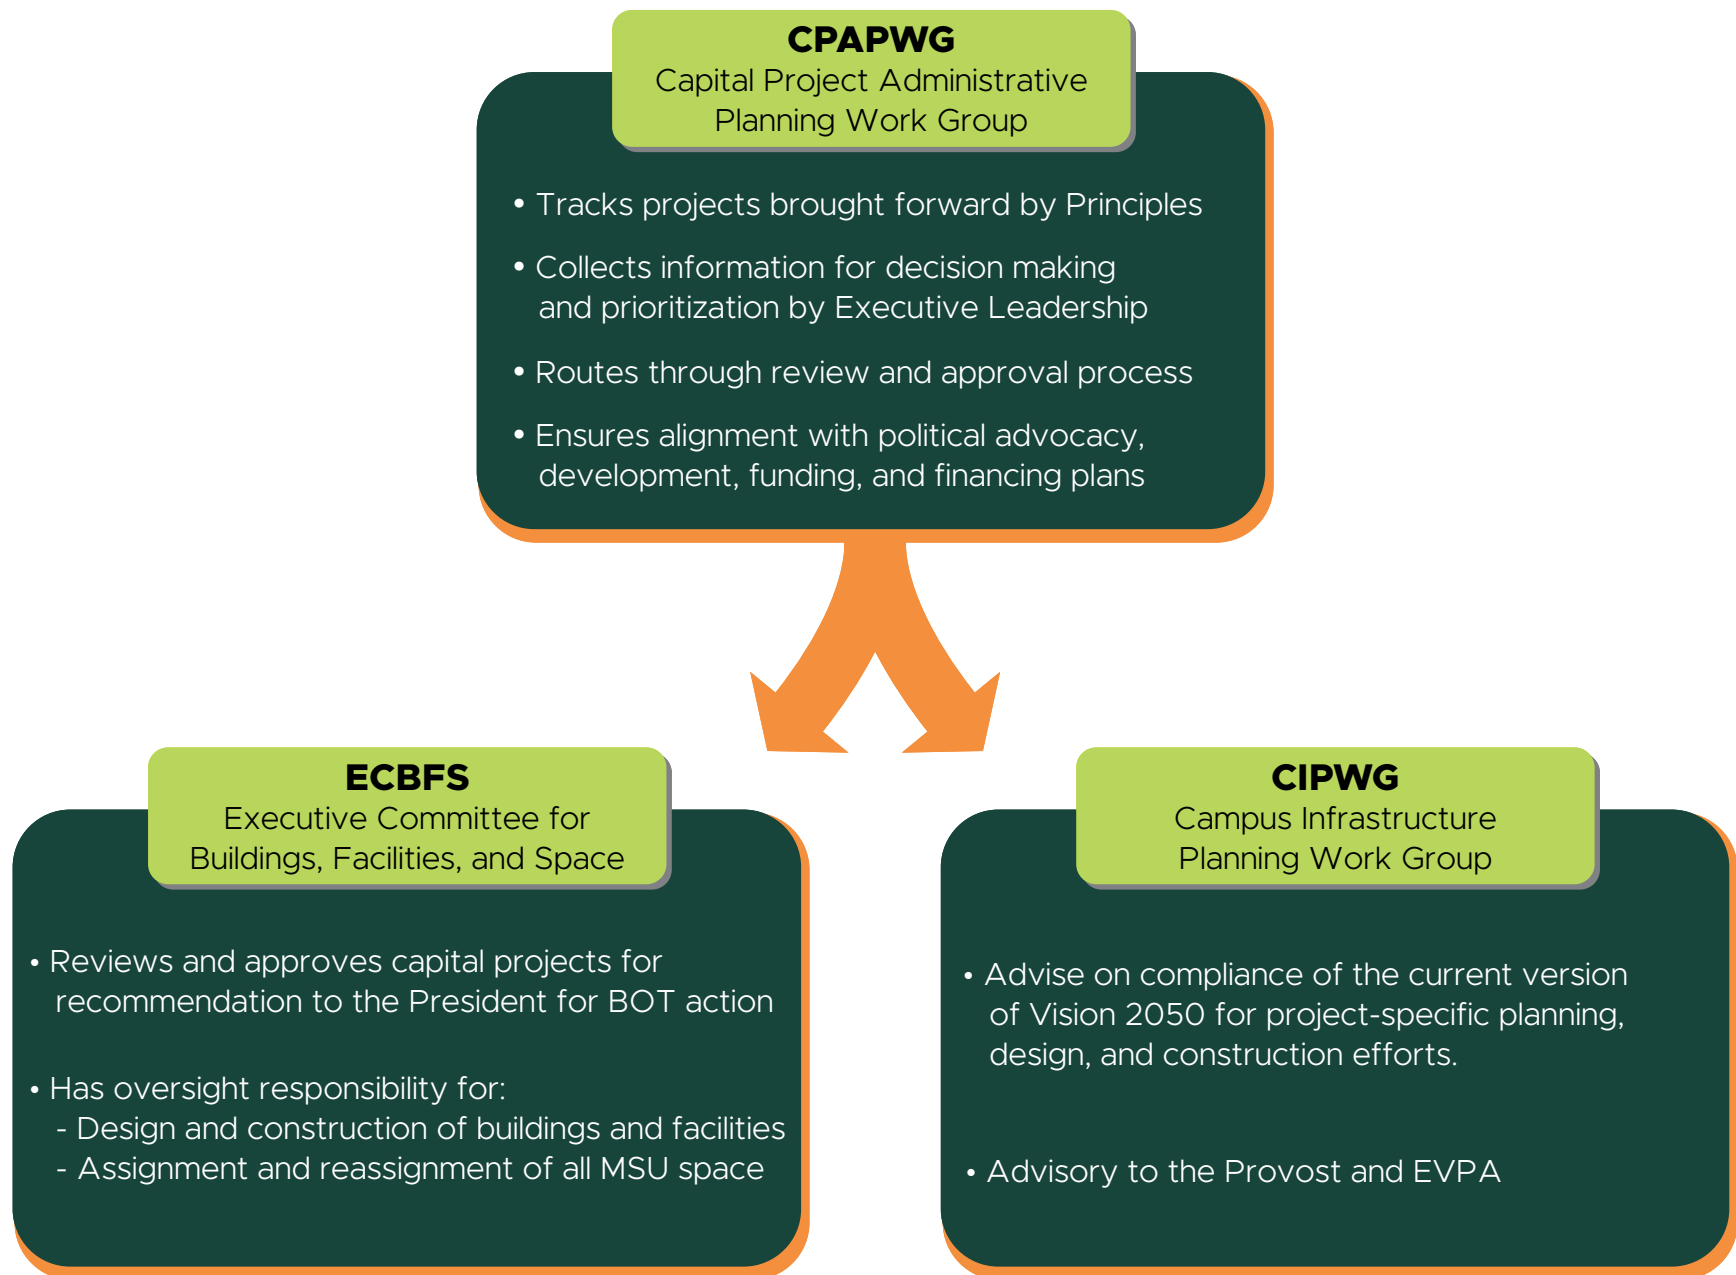 CPAPWG
Capital Project Administrative
Planning Work Group
• Tracks projects brought forward by Principles
• Collects information for decision making
and prioritization by Executive Leadership
• Routes through review and approval process
• Ensures alignment with political advocacy,
development, funding, and financing plans
ECBFS
Executive Committee for
Buildings, Facilities, and Space
• Reviews and approves capital projects for
recommendation to the President for BOT action
• Has oversight responsibility for:
- Design and construction of buildings and facilities
- Assignment and reassignment of all MSU space
CIPWG
Campus Infrastructure
Planning Work Group
• Advise on compliance of the current version
of Vision 2050 for project-specific planning,
design, and construction efforts.
• Advisory to the Provost and EVPA